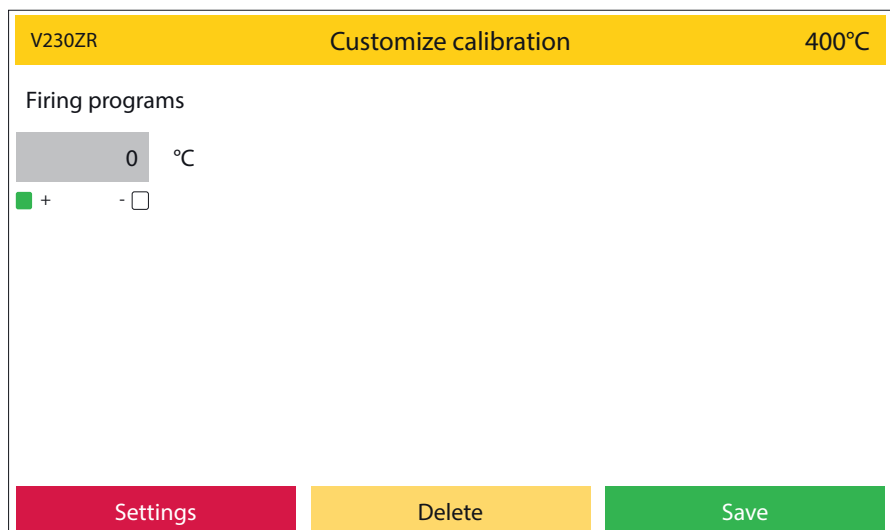 V230ZR Customize calibration 400°C
Firing programs
0 °C
+ -
Settings Delete Save